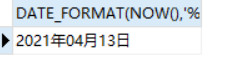 DATE_FORMAT(NOW(),'%
2021年04月13日